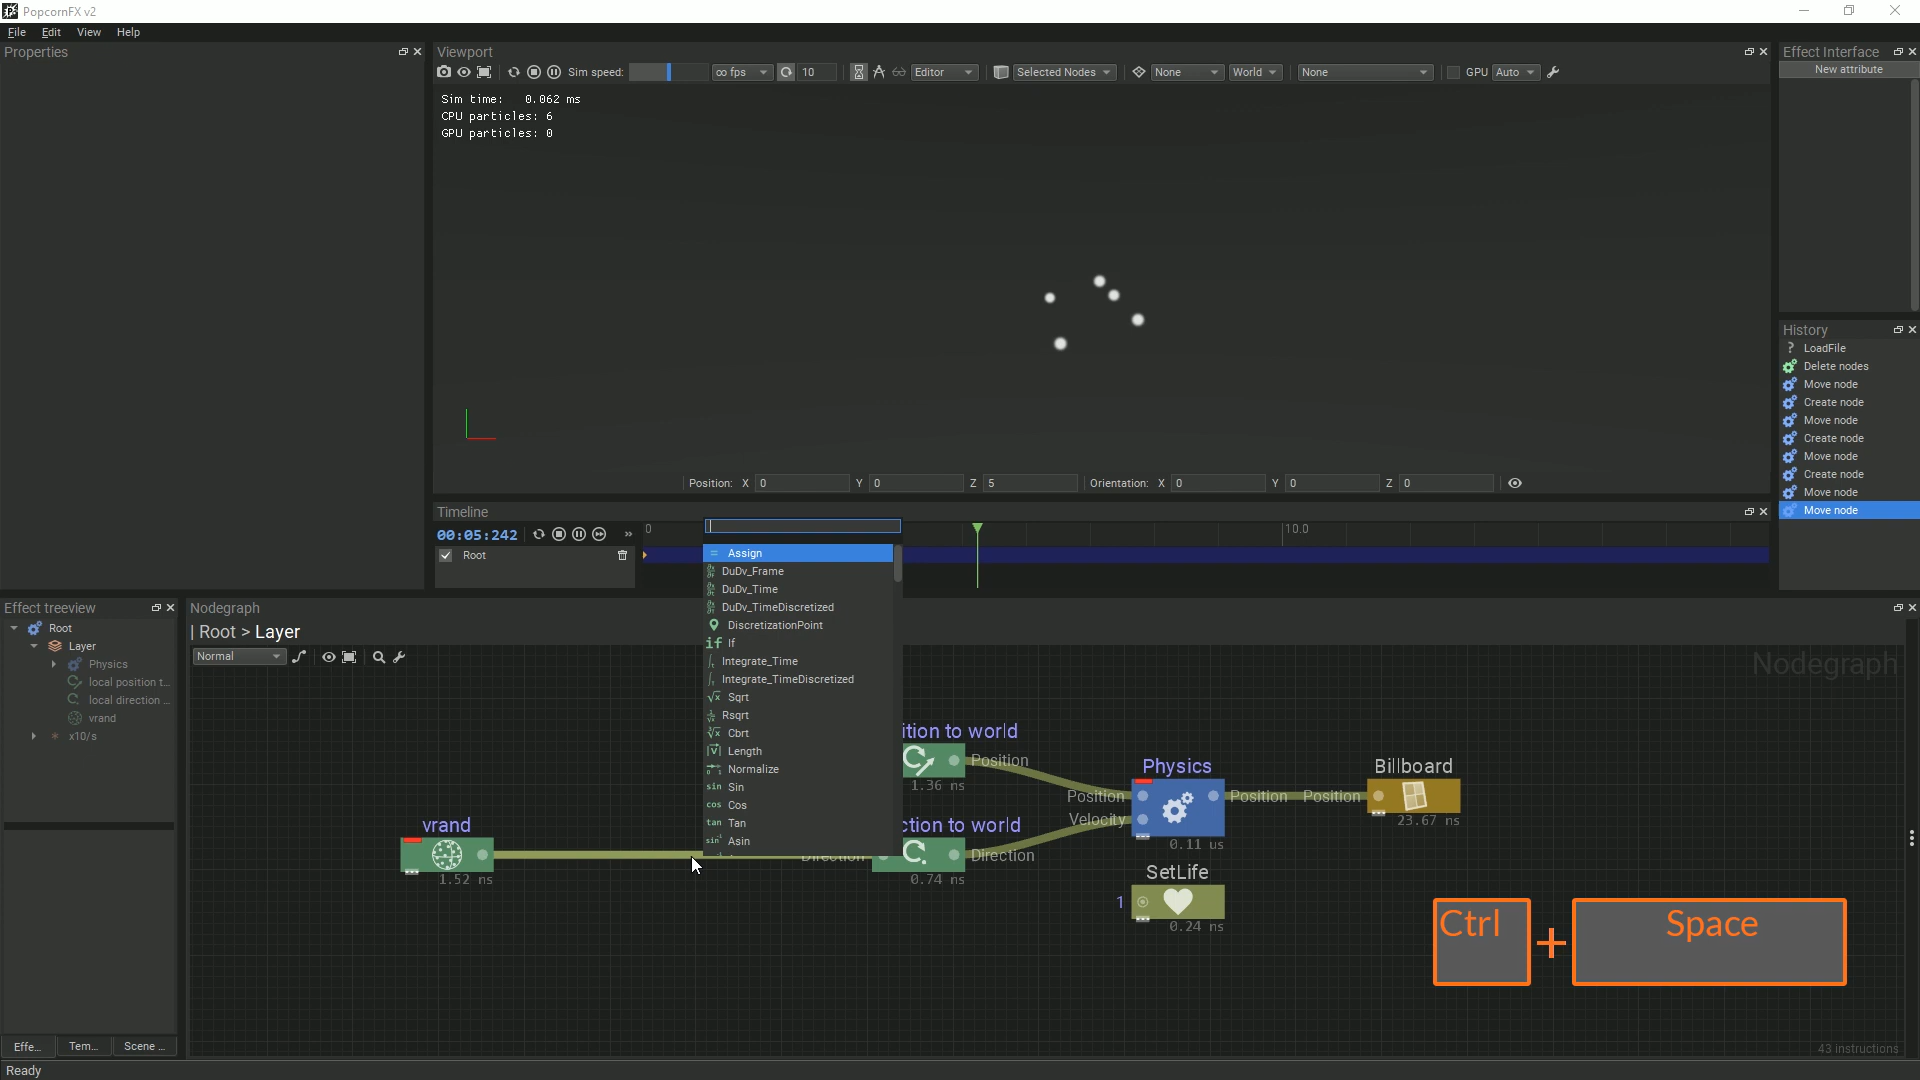 PopcornFX v2
File Edit View Help
Properties
Viewport
Sim speed: ∞ fps 10 Editor Selected Nodes None World None GPU Auto
Sim time: 0.062 ms
CPU particles: 6
GPU particles: 0
Position: X 0 Y 0 Z 5 Orientation: X 0 Y 0 Z 0
Effect Interface
New attribute
History
? LoadFile
Delete nodes
Move node
Create node
Move node
Create node
Move node
Create node
Move node
Move node
Timeline
00:05:242 » 0 10.0
Root
= Assign
DuDv_Frame
DuDv_Time
DuDv_TimeDiscretized
DiscretizationPoint
if If
Integrate_Time
Integrate_TimeDiscretized
√x Sqrt
Rsqrt
∛x Cbrt
|V| Length
Normalize
sin Sin
cos Cos
tan Tan
sin⁻¹ Asin
Effect treeview
Root
Layer
Physics
local position t...
local direction ...
vrand
x10/s
Effe... Tem... Scene ...
Nodegraph
| Root > Layer
Normal
Nodegraph
ition to world
Position
1.36 ns
vrand
1.52 ns
ction to world
Direction Direction
0.74 ns
Physics
Position Position
Velocity
0.11 us
Billboard
Position
23.67 ns
SetLife
1
0.24 ns
Ctrl + Space
43 instructions
Ready